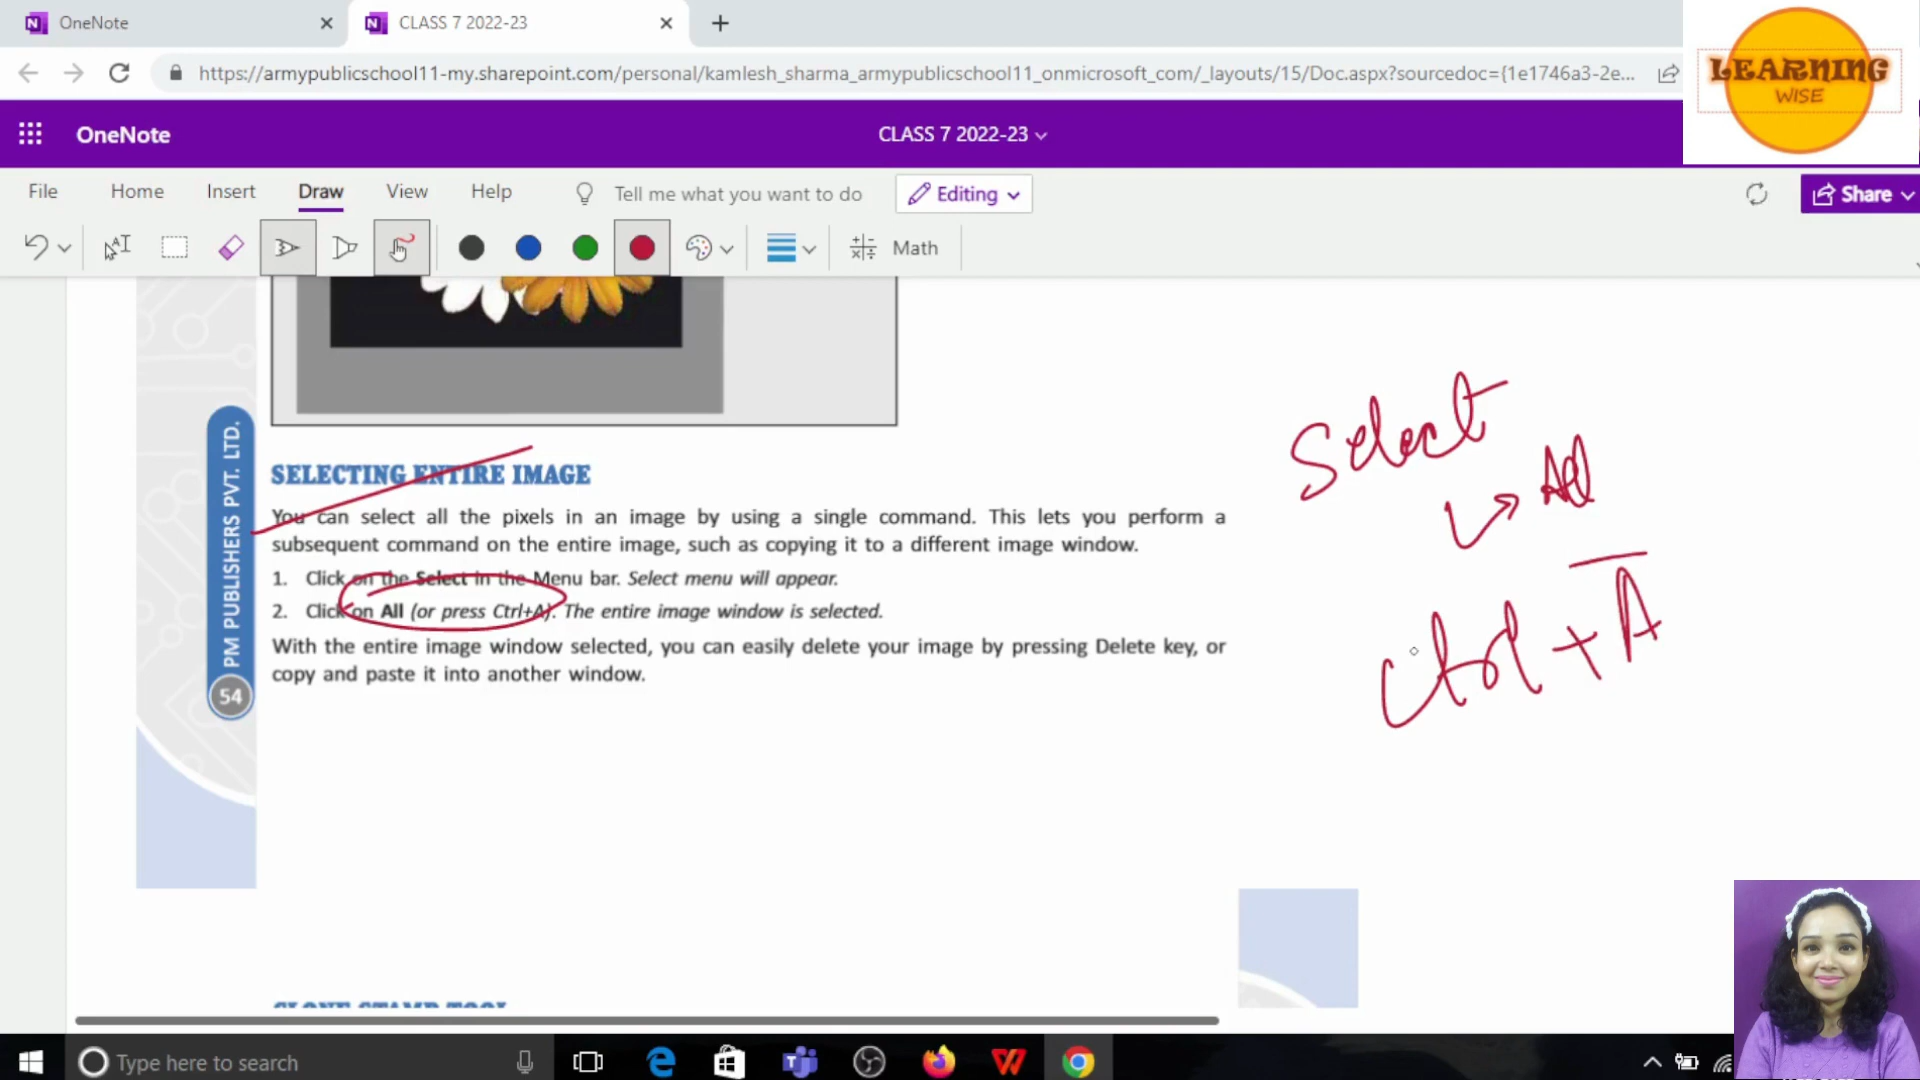 OneNote
CLASS 7 2022-23
https://armypublicschool11-my.sharepoint.com/personal/kamlesh_sharma_armypublicschool11_onmicrosoft_com/_layouts/15/Doc.aspx?sourcedoc={1e1746a3-2e...
LEARNING
WISE
OneNote
CLASS 7 2022-23
File Home Insert Draw View Help Tell me what you want to do Editing Share
Math
SELECTING ENTIRE IMAGE
You can select all the pixels in an image by using a single command. This lets you perform a
subsequent command on the entire image, such as copying it to a different image window.
1. Click on the Select in the Menu bar. Select menu will appear.
2. Click on All (or press Ctrl+A). The entire image window is selected.
With the entire image window selected, you can easily delete your image by pressing Delete key, or
copy and paste it into another window.
PM PUBLISHERS PVT. LTD.
54
Select
All
Ctrl + A
CLONE STAMP TOOL
Type here to search